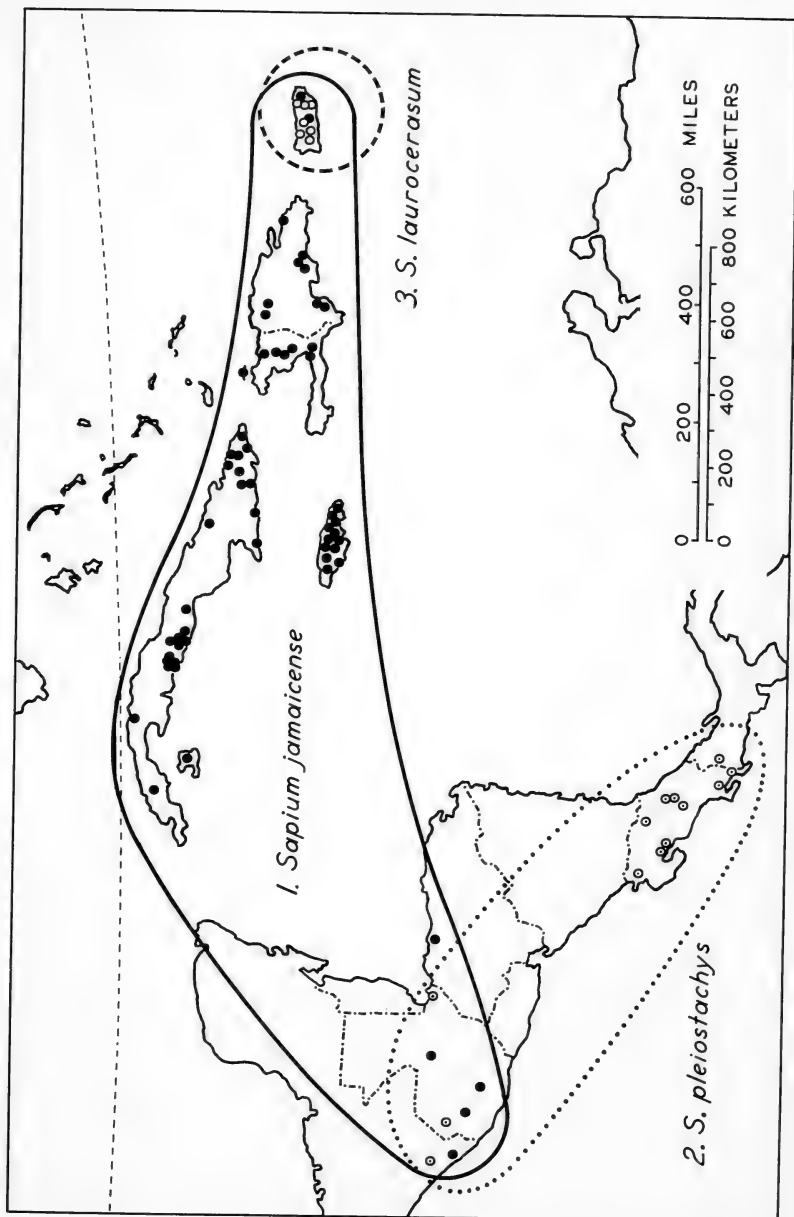 1. Sapium jamaicense
2. S. pleiostachys
3. S. laurocerasum
0 200 400 600 MILES
0 200 400 600 800 KILOMETERS